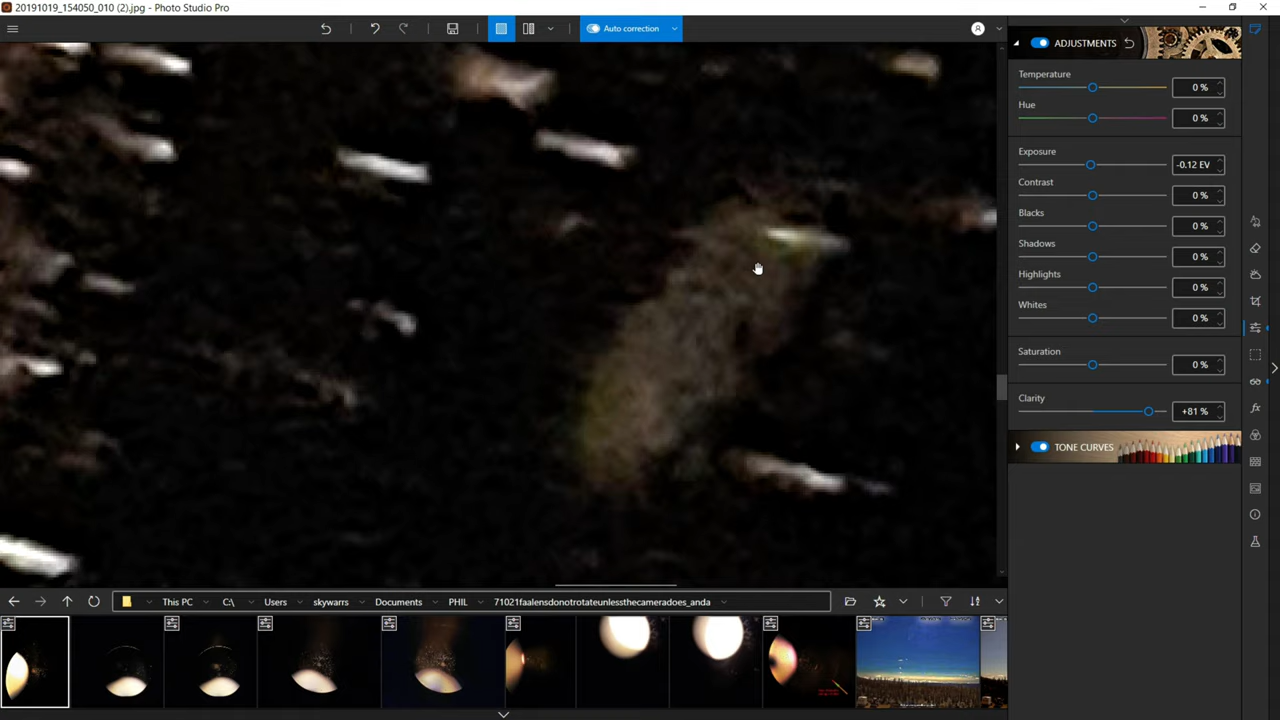 20191019_154050_010 (2).jpg - Photo Studio Pro
Auto correction
ADJUSTMENTS
Temperature 0 %
Hue 0 %
Exposure -0.12 EV
Contrast 0 %
Blacks 0 %
Shadows 0 %
Highlights 0 %
Whites 0 %
Saturation 0 %
Clarity +81 %
TONE CURVES
This PC C:\ Users skywarrs Documents PHIL 71021faalensdonotrotateunlessthecameradoes_anda
fx